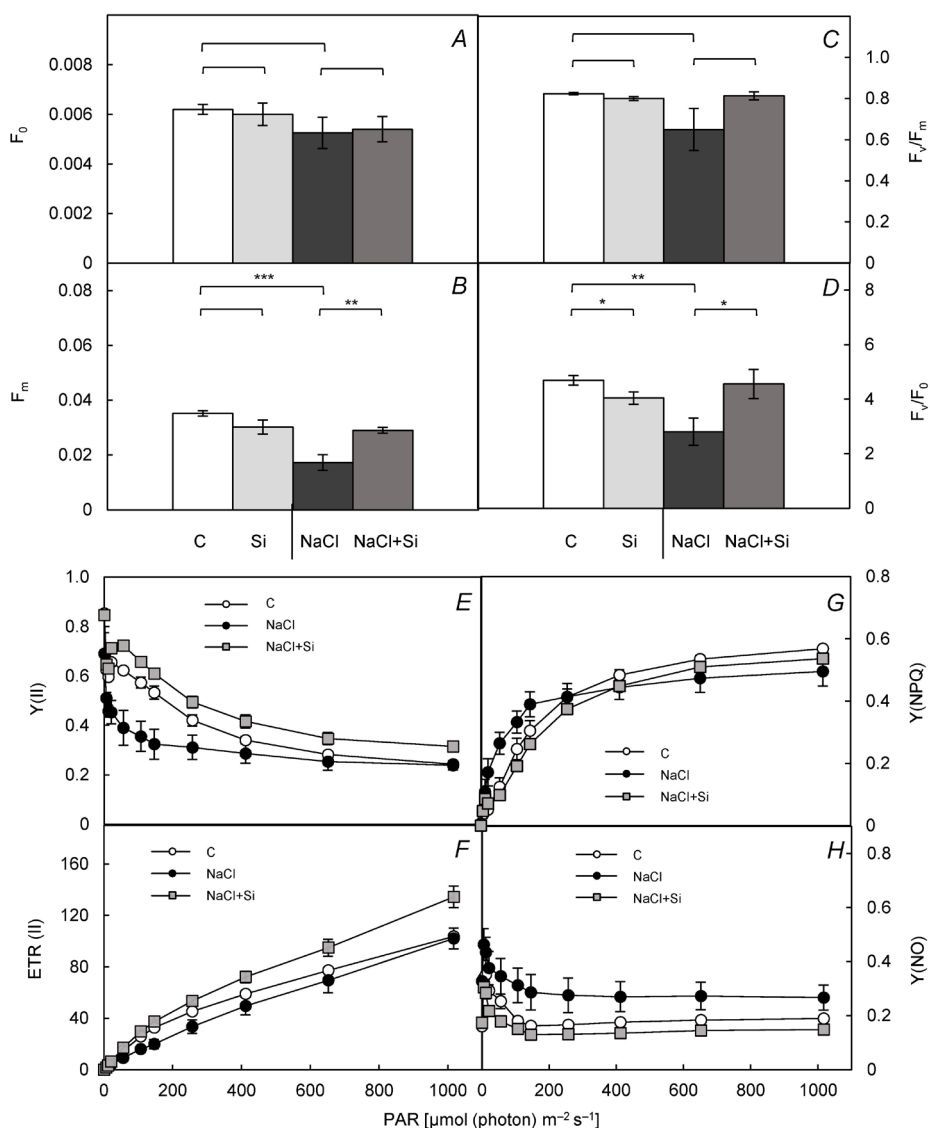 A
C
0.008
0.006
0.004
0.002
0
F₀
1.0
0.8
0.6
0.4
0.2
0
Fᵥ/Fₘ
B
D
***
**
**
*
*
0.08
0.06
0.04
0.02
0
Fₘ
8
6
4
2
0
Fᵥ/F₀
C Si NaCl NaCl+Si
C Si NaCl NaCl+Si
E
G
1.0
0.8
0.6
0.4
0.2
0
Y(II)
C
NaCl
NaCl+Si
0.8
0.6
0.4
0.2
0
Y(NPQ)
C
NaCl
NaCl+Si
F
H
160
120
80
40
0
ETR (II)
C
NaCl
NaCl+Si
0.8
0.6
0.4
0.2
0
Y(NO)
C
NaCl
NaCl+Si
0 200 400 600 800 1000
0 200 400 600 800 1000
PAR [µmol (photon) m⁻² s⁻¹]